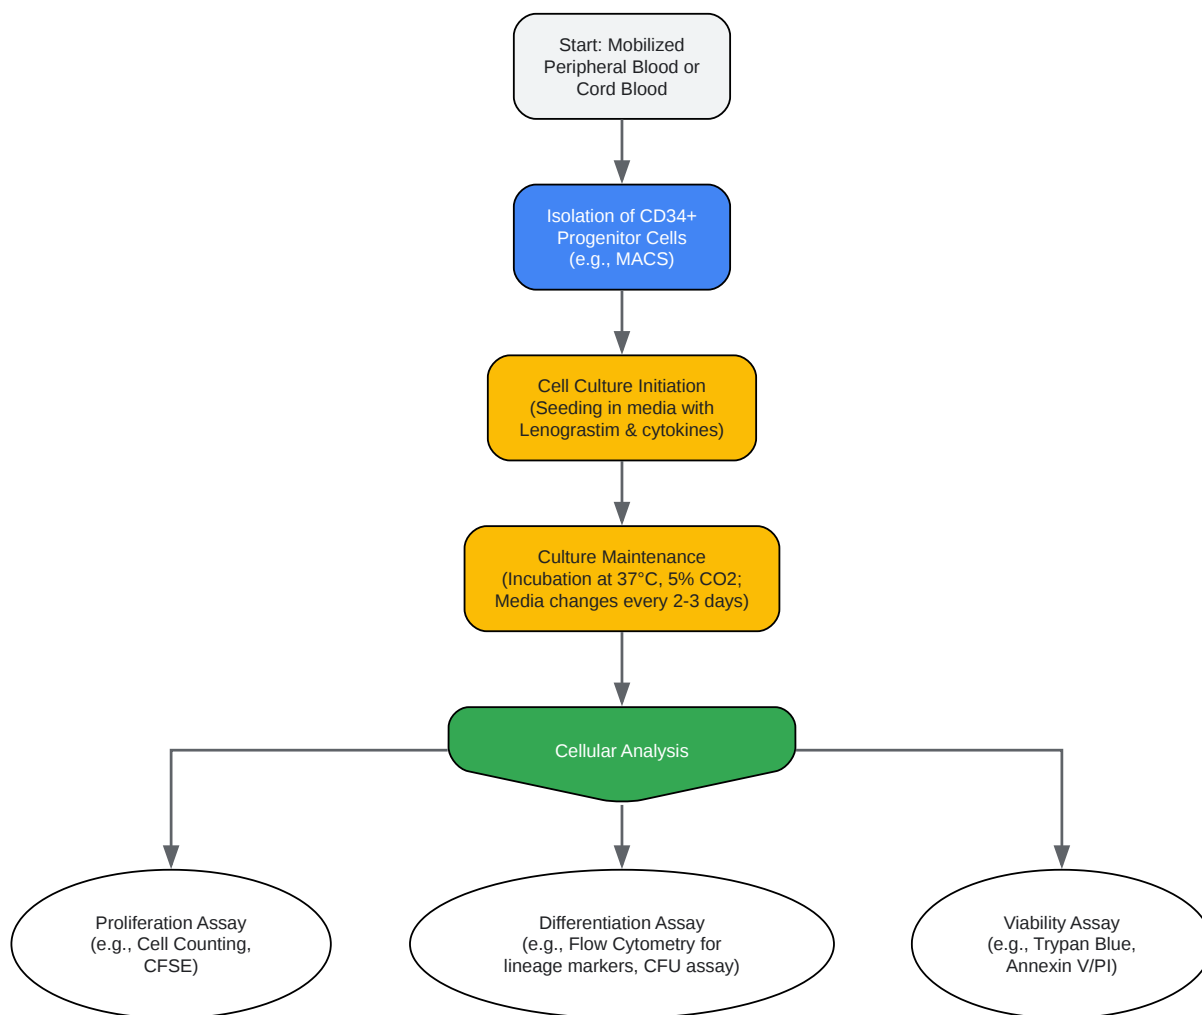 Start: Mobilized
Peripheral Blood or
Cord Blood
Isolation of CD34+
Progenitor Cells
(e.g., MACS)
Cell Culture Initiation
(Seeding in media with
Lenograstim & cytokines)
Culture Maintenance
(Incubation at 37°C, 5% CO2;
Media changes every 2-3 days)
Cellular Analysis
Proliferation Assay
(e.g., Cell Counting,
CFSE)
Differentiation Assay
(e.g., Flow Cytometry for
lineage markers, CFU assay)
Viability Assay
(e.g., Trypan Blue,
Annexin V/PI)